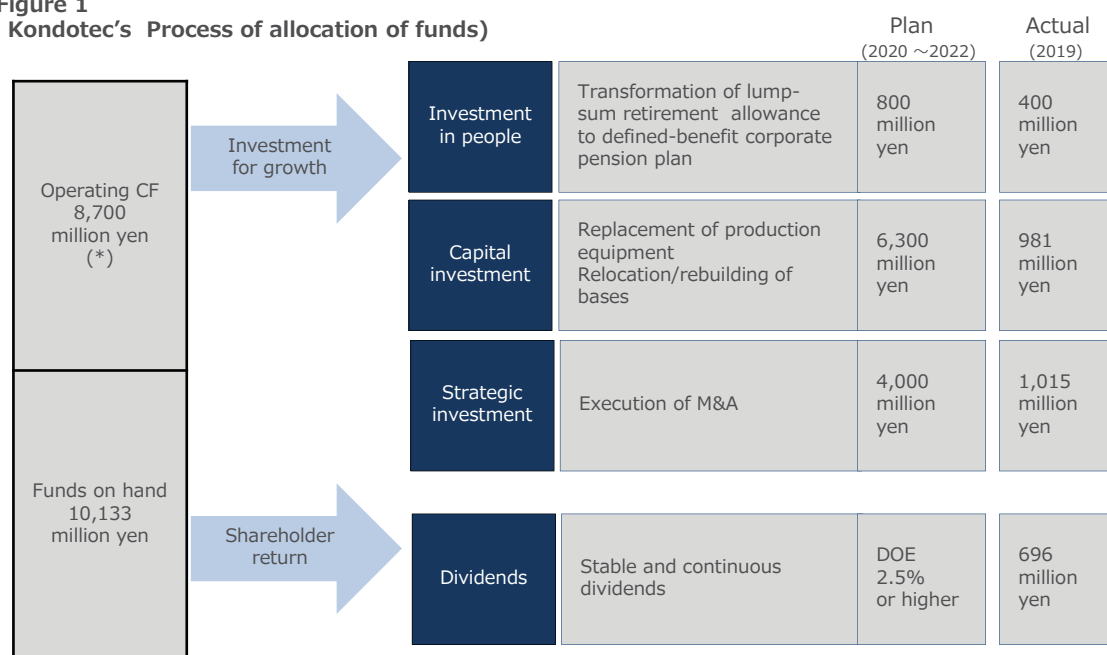 Figure 1
Kondotec's Process of allocation of funds)
Plan
(2020 ～2022)
Actual
(2019)
Operating CF
8,700
million yen
(*)
Funds on hand
10,133
million yen
Investment
for growth
Shareholder
return
Investment
in people
Transformation of lump-
sum retirement allowance
to defined-benefit corporate
pension plan
800
million
yen
400
million
yen
Capital
investment
Replacement of production
equipment
Relocation/rebuilding of
bases
6,300
million
yen
981
million
yen
Strategic
investment
Execution of M&A
4,000
million
yen
1,015
million
yen
Dividends
Stable and continuous
dividends
DOE
2.5%
or higher
696
million
yen